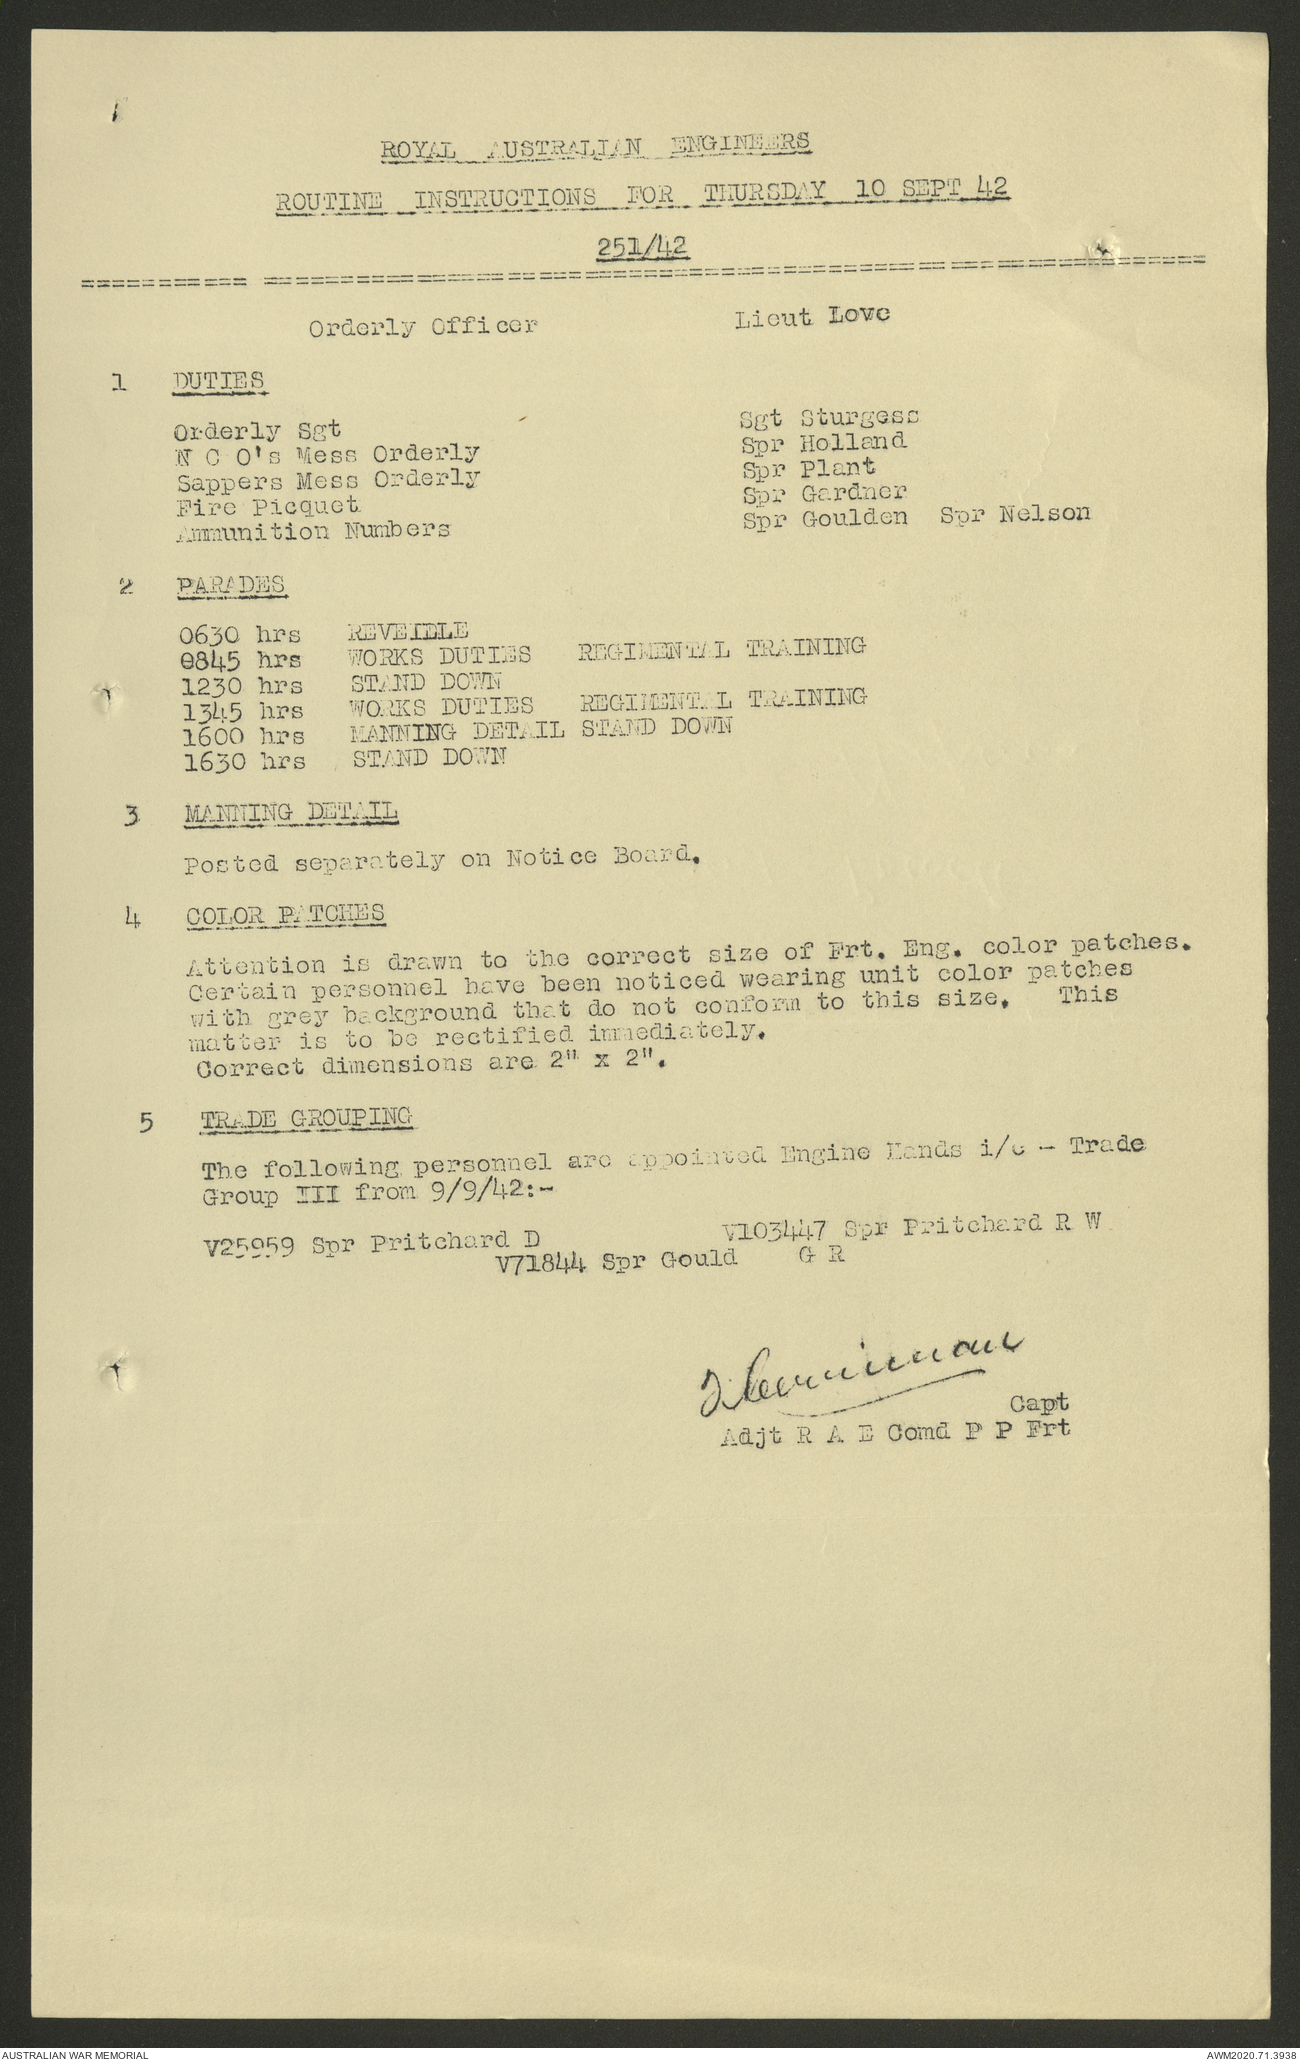 ROYAL AUSTRALIAN ENGINEERS
ROUTINE INSTRUCTIONS FOR THURSDAY 10 SEPT 42
251/42
Orderly Officer Lieut Love
1 DUTIES
Orderly Sgt Sgt Sturgess
N C O's Mess Orderly Spr Holland
Sappers Mess Orderly Spr Plant
Fire Picquet Spr Gardner
Ammunition Numbers Spr Goulden Spr Nelson
2 PARADES
0630 hrs REVEIDLE
0845 hrs WORKS DUTIES REGIMENTAL TRAINING
1230 hrs STAND DOWN
1345 hrs WORKS DUTIES REGIMENTAL TRAINING
1600 hrs MANNING DETAIL STAND DOWN
1630 hrs STAND DOWN
3 MANNING DETAIL
Posted separately on Notice Board.
4 COLOR PATCHES
Attention is drawn to the correct size of Frt. Eng. color patches.
Certain personnel have been noticed wearing unit color patches
with grey background that do not conform to this size. This
matter is to be rectified immediately.
Correct dimensions are 2" x 2".
5 TRADE GROUPING
The following personnel are appointed Engine Hands i/c - Trade
Group III from 9/9/42:-
V25959 Spr Pritchard D V103447 Spr Pritchard R W
V71844 Spr Gould G R
Capt
Adjt R A E Comd P P Frt
AUSTRALIAN WAR MEMORIAL AWM2020.71.3938